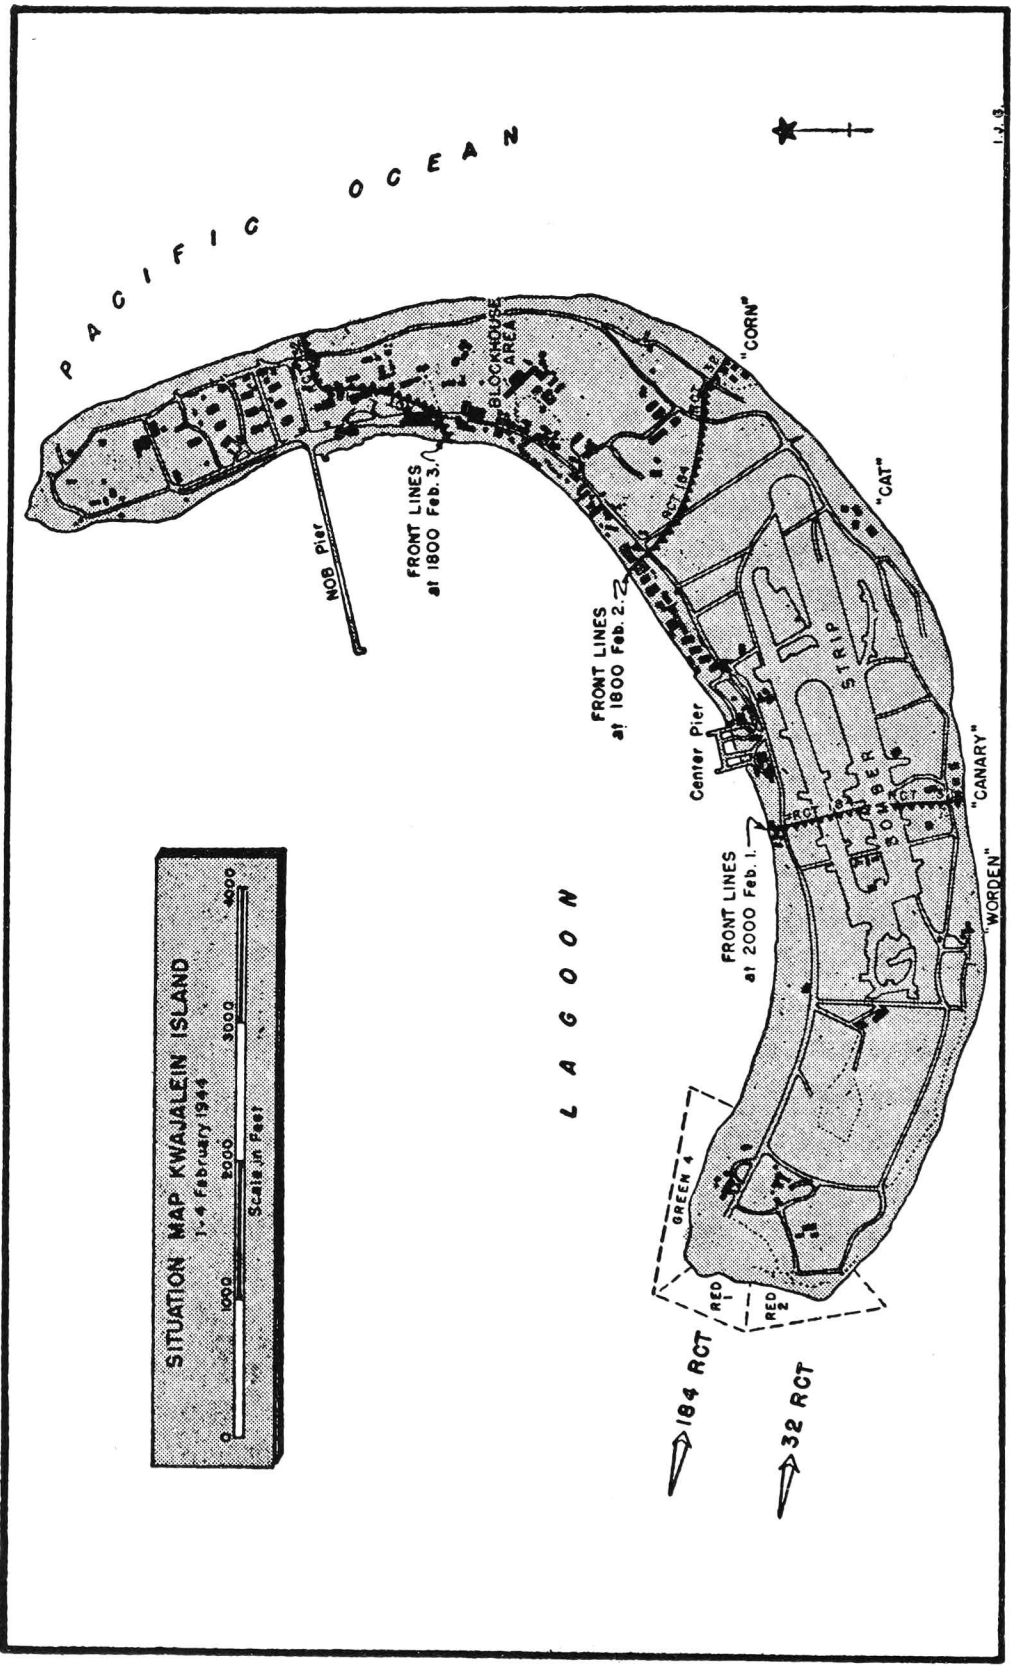 SITUATION MAP KWAJALEIN ISLAND
1-4 February 1944
0 1000 2000 3000 4000
Scale in Feet
PACIFIC OCEAN
LAGOON
NOB Pier
FRONT LINES
at 1800 Feb. 3.
BLOCKHOUSE
AREA
FRONT LINES
at 1800 Feb. 2.
RCT 184
RCT 32
"CORN"
"CAT"
Center Pier
BOMBER STRIP
FRONT LINES
at 2000 Feb. 1.
RCT
RCT
"CANARY"
"WORDEN"
GREEN 4
RED
1
RED
2
184 RCT
32 RCT